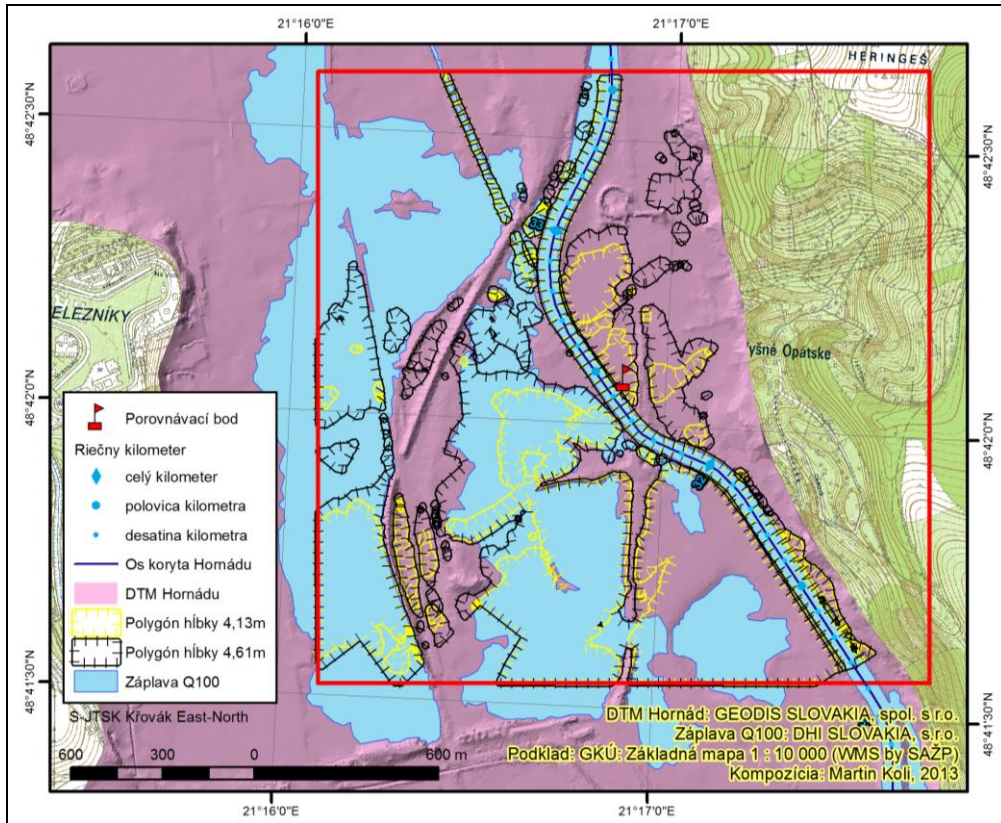 21°16'0"E
21°17'0"E
HERINGEŠ
48°42'30"N
48°42'30"N
33
ELEZNÍKY
yšné Opátske
48°42'0"N
48°42'0"N
32
Porovnávací bod
Riečny kilometer
celý kilometer
polovica kilometra
desatina kilometra
Os koryta Hornádu
DTM Hornádu
Polygón hĺbky 4,13m
Polygón hĺbky 4,61m
Záplava Q100
48°41'30"N
48°41'30"N
S-JTSK Křovák East-North
600 300 0 600 m
DTM Hornád: GEODIS SLOVAKIA, spol. s r.o.
Záplava Q100: DHI SLOVAKIA, s.r.o.
Podklad: GKÚ: Základná mapa 1 : 10 000 (WMS by SAŽP)
Kompozícia: Martin Koli, 2013
21°16'0"E
21°17'0"E